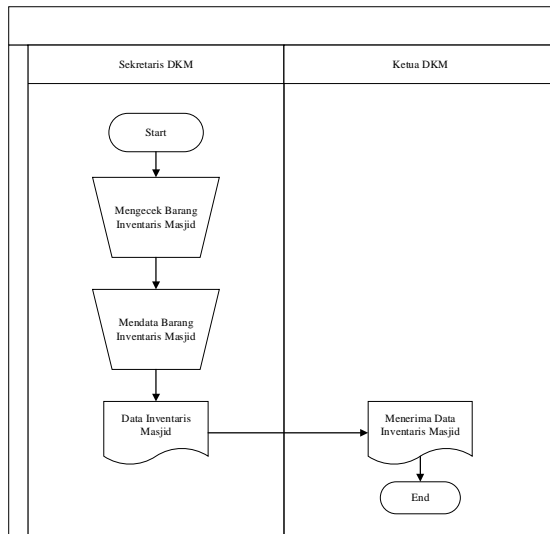 Sekretaris DKM
Ketua DKM
Start
Mengecek Barang
Inventaris Masjid
Mendata Barang
Inventaris Masjid
Data Inventaris
Masjid
Menerima Data
Inventaris Masjid
End